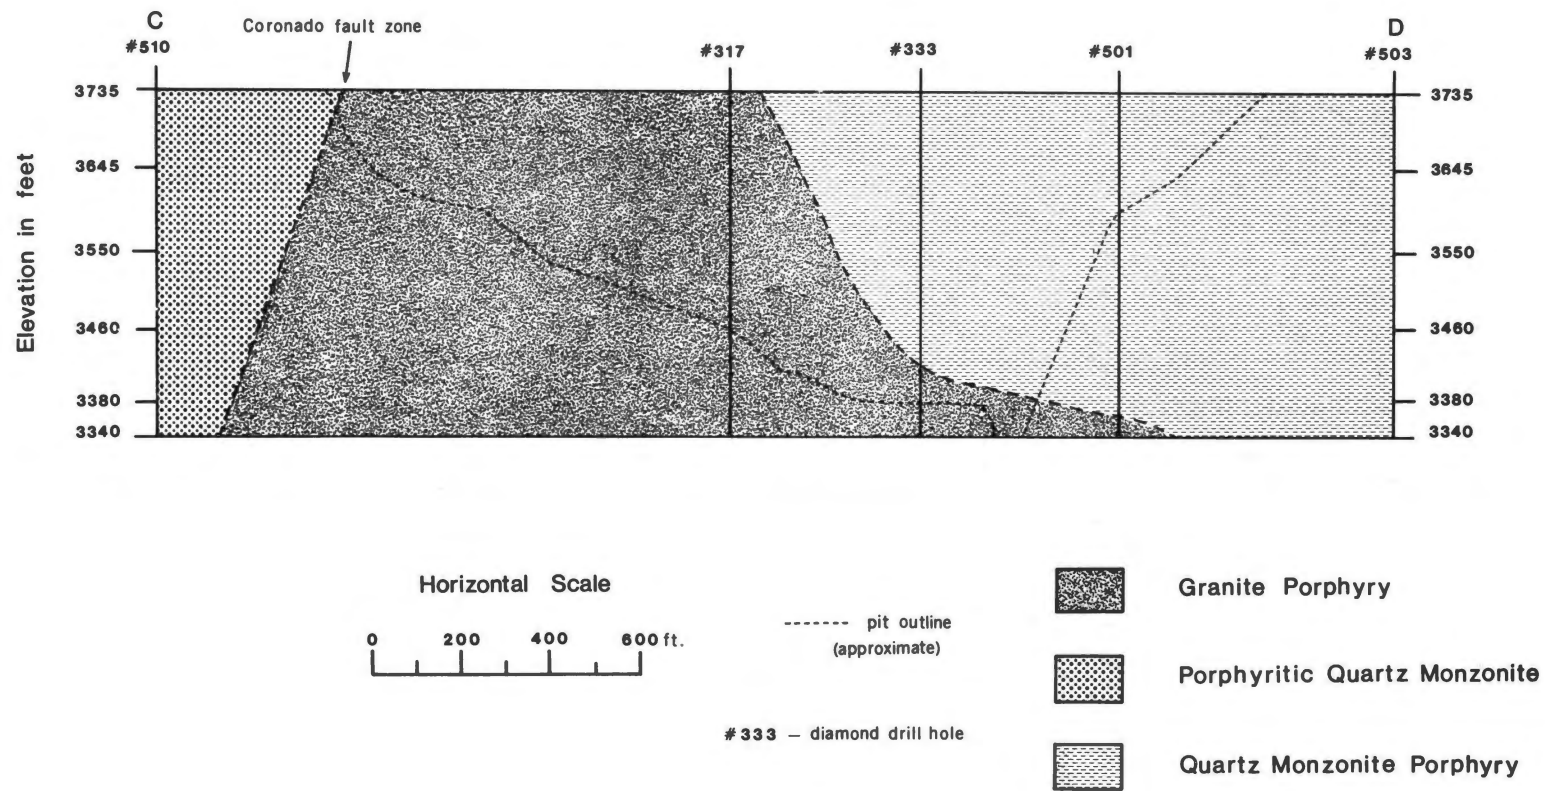 C
#510
Coronado fault zone
#317
#333
#501
D
#503
Elevation in feet
3735
3645
3550
3460
3380
3340
3735
3645
3550
3460
3380
3340
Horizontal Scale
0 200 400 600 ft.
-------- pit outline
(approximate)
#333 – diamond drill hole
Granite Porphyry
Porphyritic Quartz Monzonite
Quartz Monzonite Porphyry